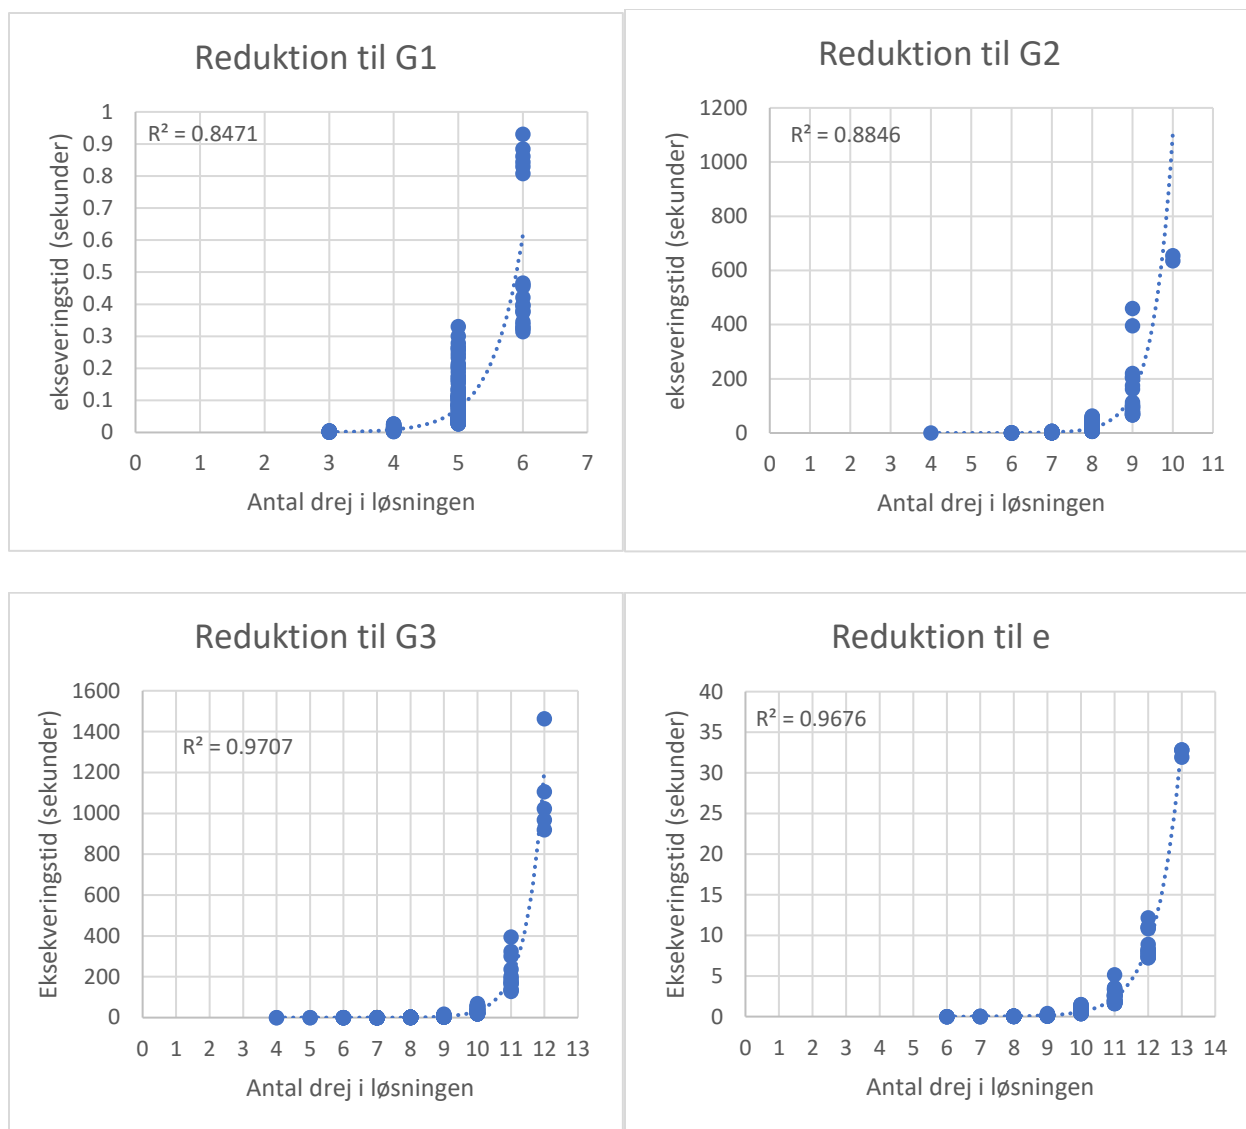 Reduktion til G1
R² = 0.8471
1
0.9
0.8
0.7
0.6
0.5
0.4
0.3
0.2
0.1
0
ekseveringstid (sekunder)
0 1 2 3 4 5 6 7
Antal drej i løsningen
Reduktion til G2
R² = 0.8846
1200
1000
800
600
400
200
0
ekseveringstid (sekunder)
0 1 2 3 4 5 6 7 8 9 10 11
Antal drej i løsningen
Reduktion til G3
R² = 0.9707
1600
1400
1200
1000
800
600
400
200
0
Eksekveringstid (sekunder)
0 1 2 3 4 5 6 7 8 9 10 11 12 13
Antal drej i løsningen
Reduktion til e
R² = 0.9676
40
35
30
25
20
15
10
5
0
Eksekveringstid (sekunder)
0 1 2 3 4 5 6 7 8 9 10 11 12 13 14
Antal drej i løsningen